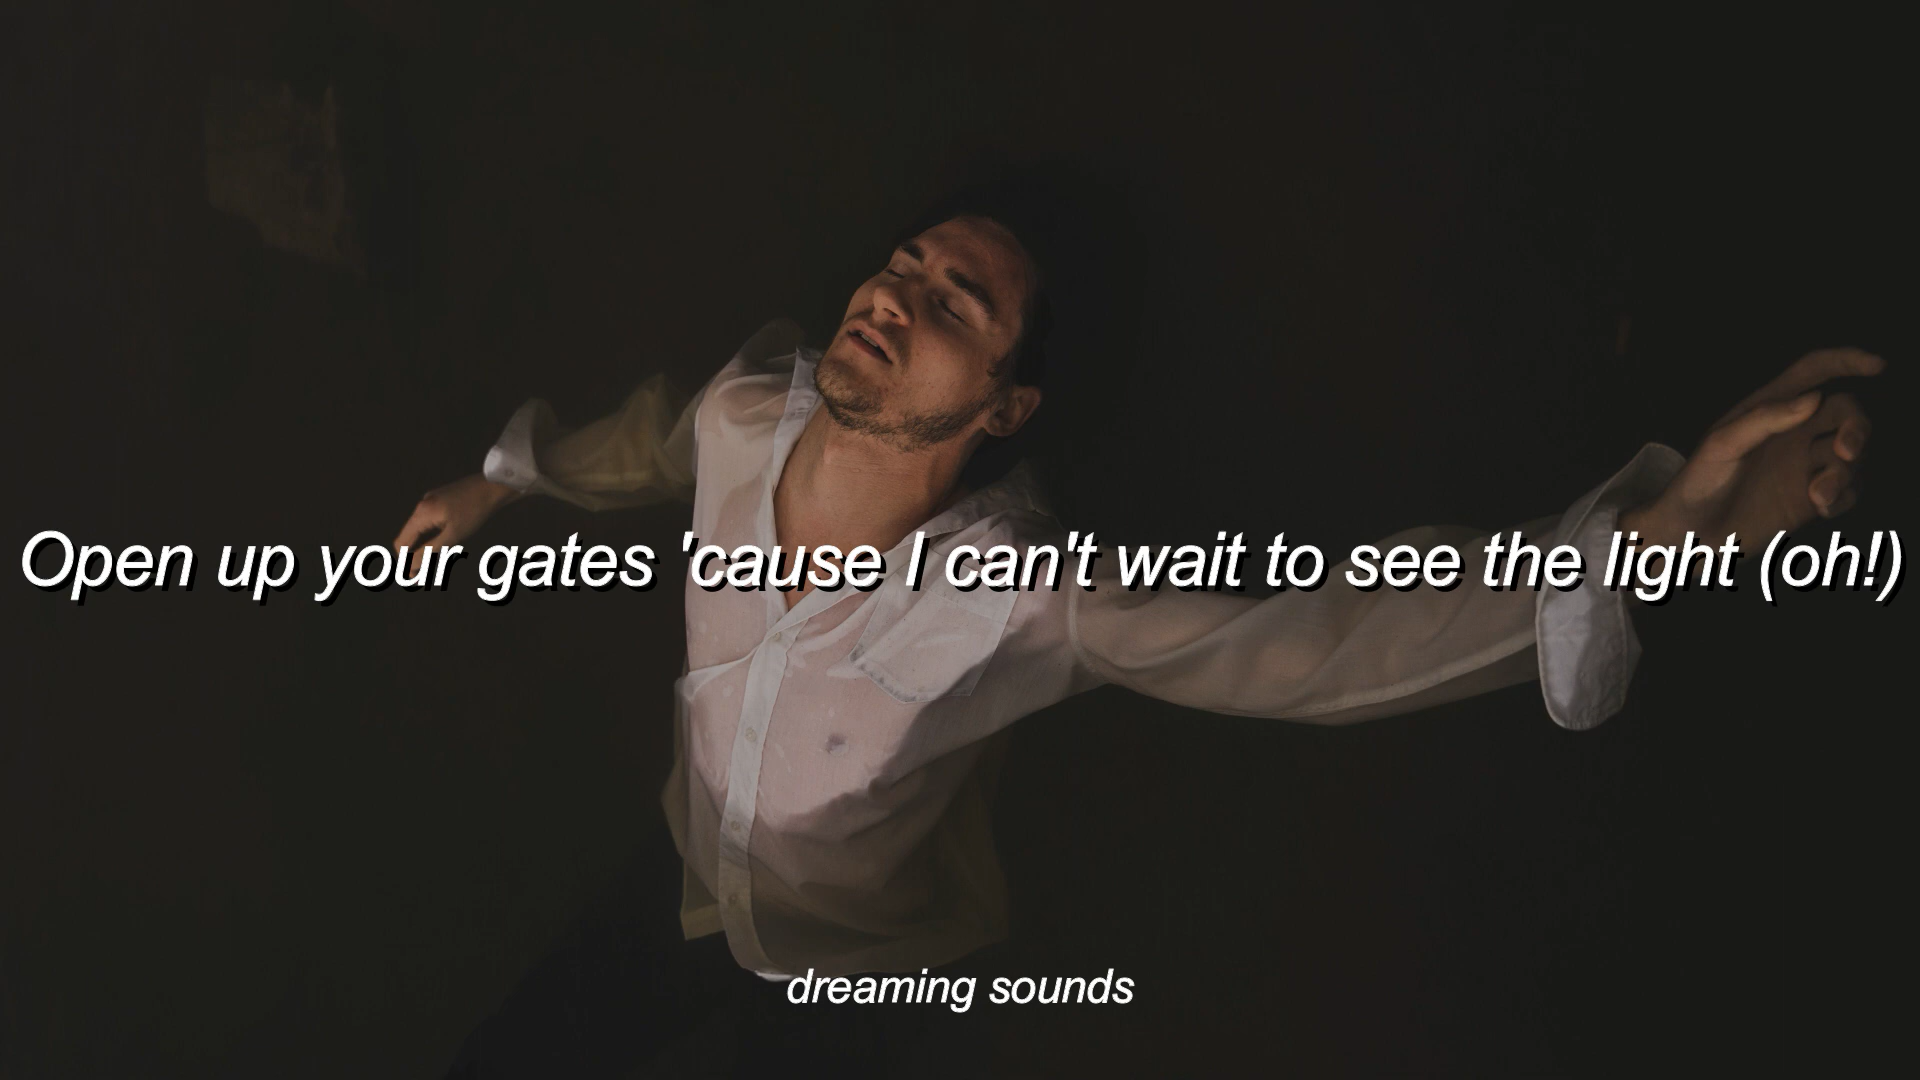 Open up your gates 'cause I can't wait to see the light (oh!)
dreaming sounds